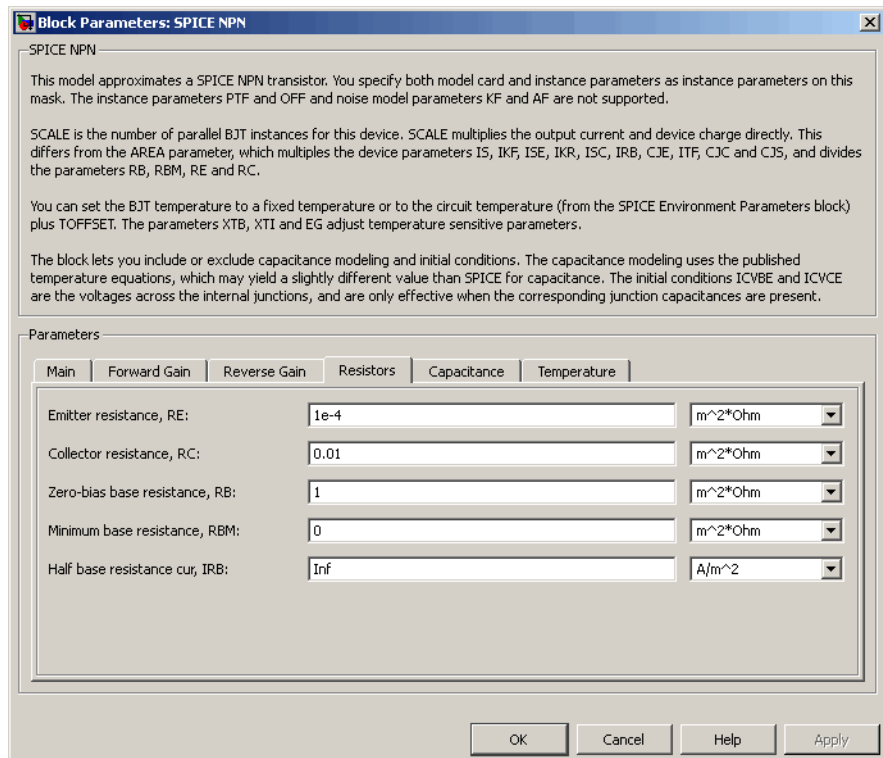 Block Parameters: SPICE NPN
SPICE NPN
This model approximates a SPICE NPN transistor. You specify both model card and instance parameters as instance parameters on this
mask. The instance parameters PTF and OFF and noise model parameters KF and AF are not supported.
SCALE is the number of parallel BJT instances for this device. SCALE multiplies the output current and device charge directly. This
differs from the AREA parameter, which multiples the device parameters IS, IKF, ISE, IKR, ISC, IRB, CJE, ITF, CJC and CJS, and divides
the parameters RB, RBM, RE and RC.
You can set the BJT temperature to a fixed temperature or to the circuit temperature (from the SPICE Environment Parameters block)
plus TOFFSET. The parameters XTB, XTI and EG adjust temperature sensitive parameters.
The block lets you include or exclude capacitance modeling and initial conditions. The capacitance modeling uses the published
temperature equations, which may yield a slightly different value than SPICE for capacitance. The initial conditions ICVBE and ICVCE
are the voltages across the internal junctions, and are only effective when the corresponding junction capacitances are present.
Parameters
Main Forward Gain Reverse Gain Resistors Capacitance Temperature
Emitter resistance, RE: 1e-4 m^2*Ohm
Collector resistance, RC: 0.01 m^2*Ohm
Zero-bias base resistance, RB: 1 m^2*Ohm
Minimum base resistance, RBM: 0 m^2*Ohm
Half base resistance cur, IRB: Inf A/m^2
OK Cancel Help Apply